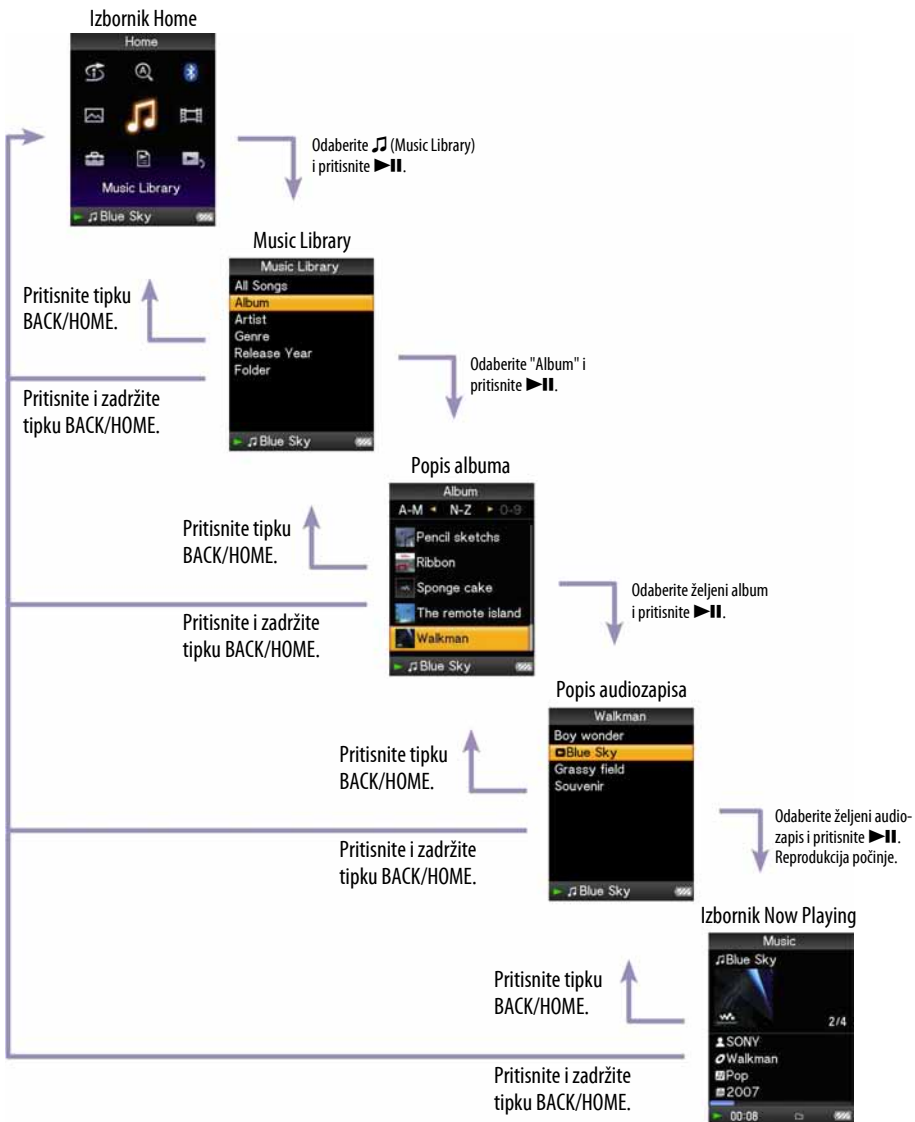 Izbornik Home
Home
Music Library
Blue Sky
Odaberite ♫ (Music Library)
i pritisnite ►II.
Music Library
Music Library
All Songs
Album
Artist
Genre
Release Year
Folder
Blue Sky
Pritisnite tipku
BACK/HOME.
Pritisnite i zadržite
tipku BACK/HOME.
Odaberite "Album" i
pritisnite ►II.
Popis albuma
Album
A-M N-Z 0-9
Pencil sketchs
Ribbon
Sponge cake
The remote island
Walkman
Blue Sky
Pritisnite tipku
BACK/HOME.
Pritisnite i zadržite
tipku BACK/HOME.
Odaberite željeni album
i pritisnite ►II.
Popis audiozapisa
Walkman
Boy wonder
Blue Sky
Grassy field
Souvenir
Blue Sky
Pritisnite tipku
BACK/HOME.
Pritisnite i zadržite
tipku BACK/HOME.
Odaberite željeni audio-
zapis i pritisnite ►II.
Reprodukcija počinje.
Izbornik Now Playing
Music
Blue Sky
2/4
SONY
Walkman
Pop
2007
00:08
Pritisnite tipku
BACK/HOME.
Pritisnite i zadržite
tipku BACK/HOME.